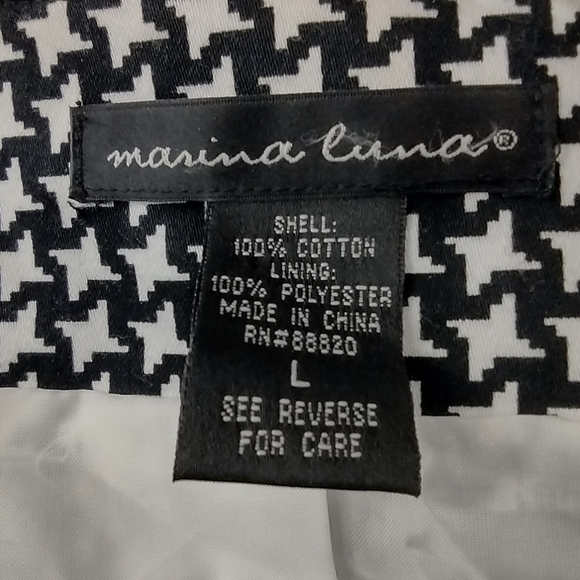 marina luna®
SHELL:
100% COTTON
LINING:
100% POLYESTER
MADE IN CHINA
RN#88820
L
SEE REVERSE
FOR CARE